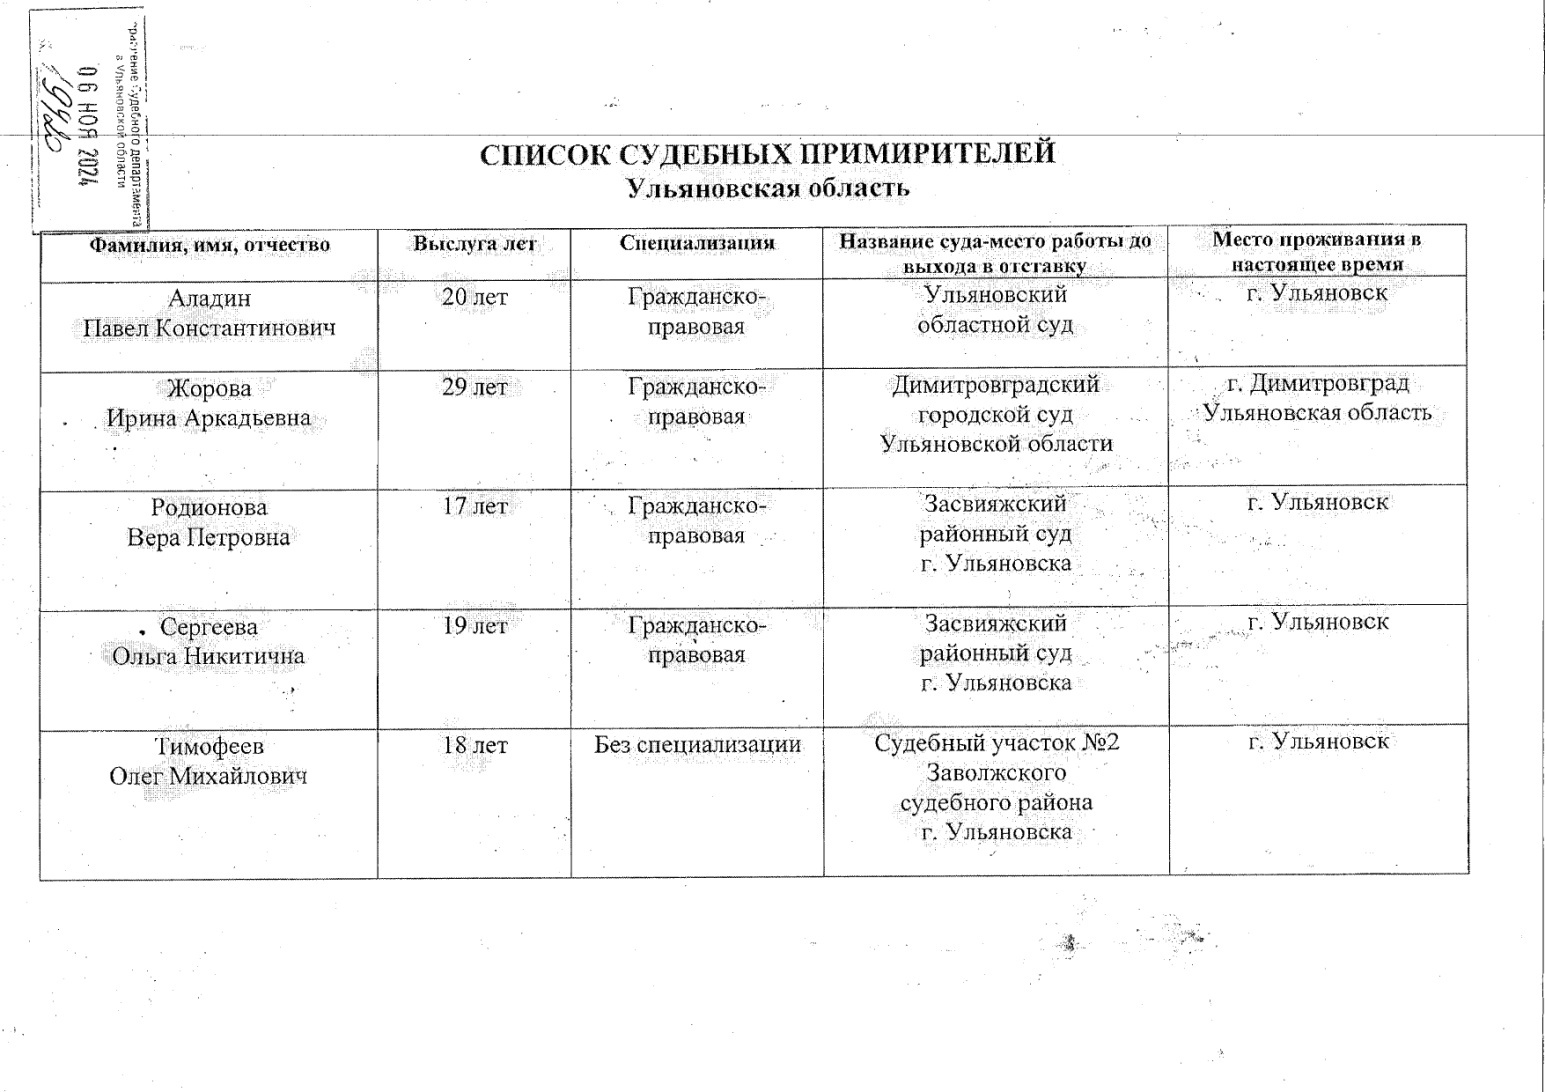 Судебного департамента
в Ульяновской области
06 НОЯ 2024
СПИСОК СУДЕБНЫХ ПРИМИРИТЕЛЕЙ
Ульяновская область
Фамилия, имя, отчество
Выслуга лет
Специализация
Название суда-место работы до
выхода в отставку
Место проживания в
настоящее время
Аладин
Павел Константинович
20 лет
Гражданско-
правовая
Ульяновский
областной суд
г. Ульяновск
Жорова
Ирина Аркадьевна
29 лет
Гражданско-
правовая
Димитровградский
городской суд
Ульяновской области
г. Димитровград
Ульяновская область
Родионова
Вера Петровна
17 лет
Гражданско-
правовая
Засвияжский
районный суд
г. Ульяновска
г. Ульяновск
Сергеева
Ольга Никитична
19 лет
Гражданско-
правовая
Засвияжский
районный суд
г. Ульяновска
г. Ульяновск
Тимофеев
Олег Михайлович
18 лет
Без специализации
Судебный участок №2
Заволжского
судебного района
г. Ульяновска
г. Ульяновск